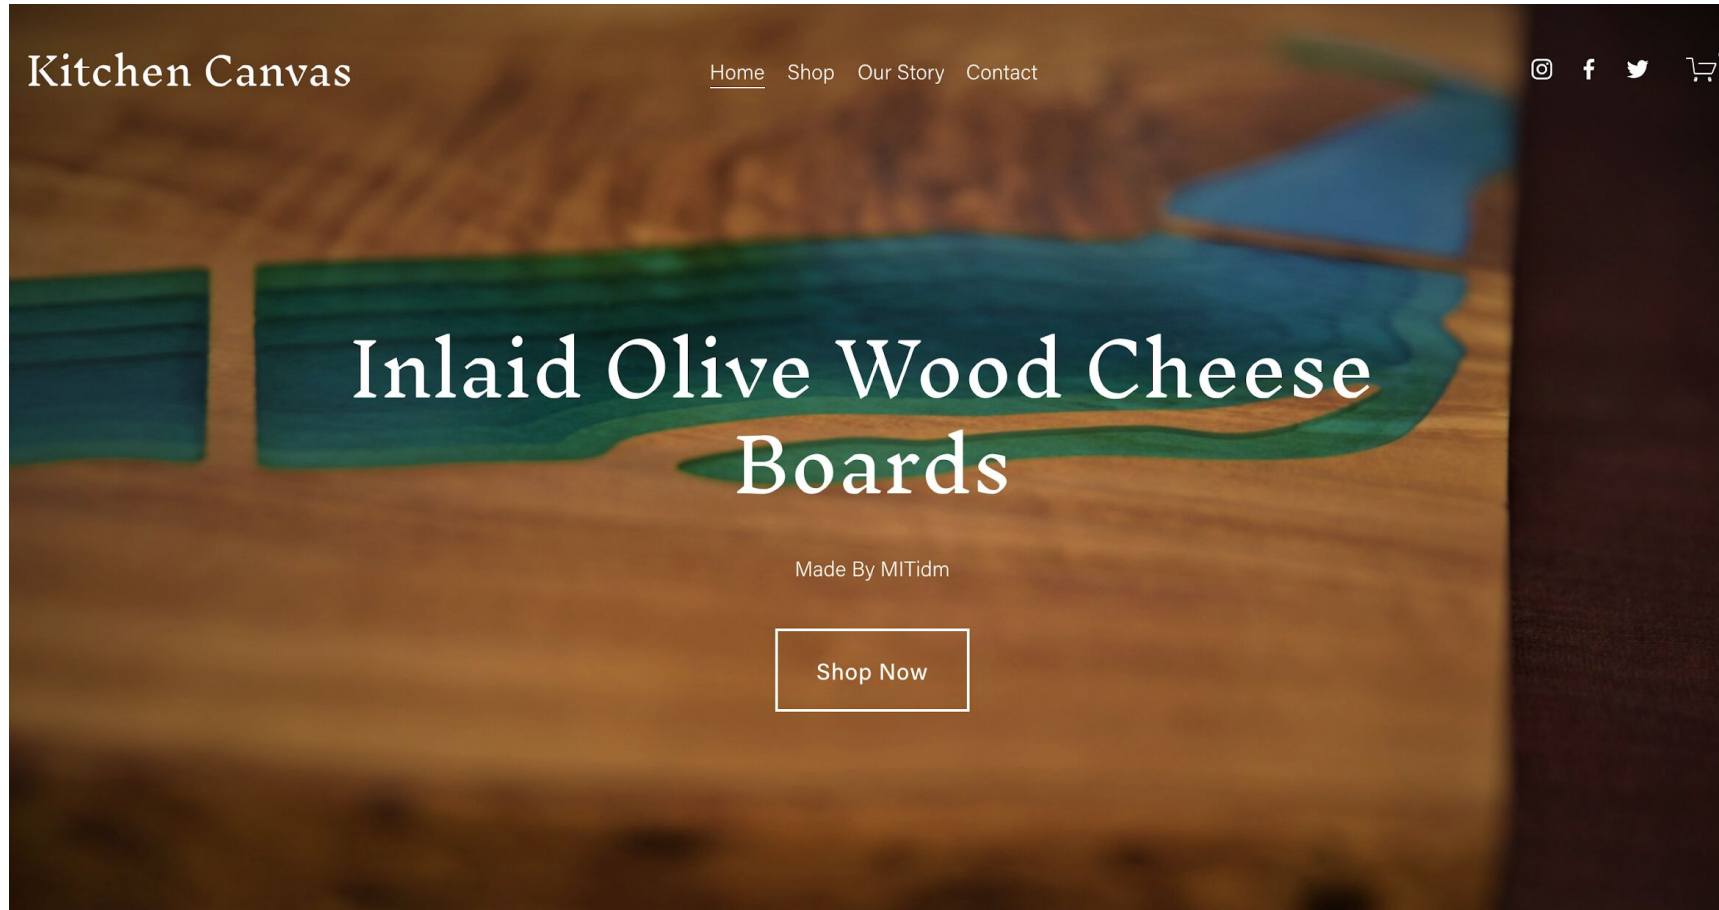 Kitchen Canvas
Home Shop Our Story Contact
Inlaid Olive Wood Cheese
Boards
Made By MITidm
Shop Now